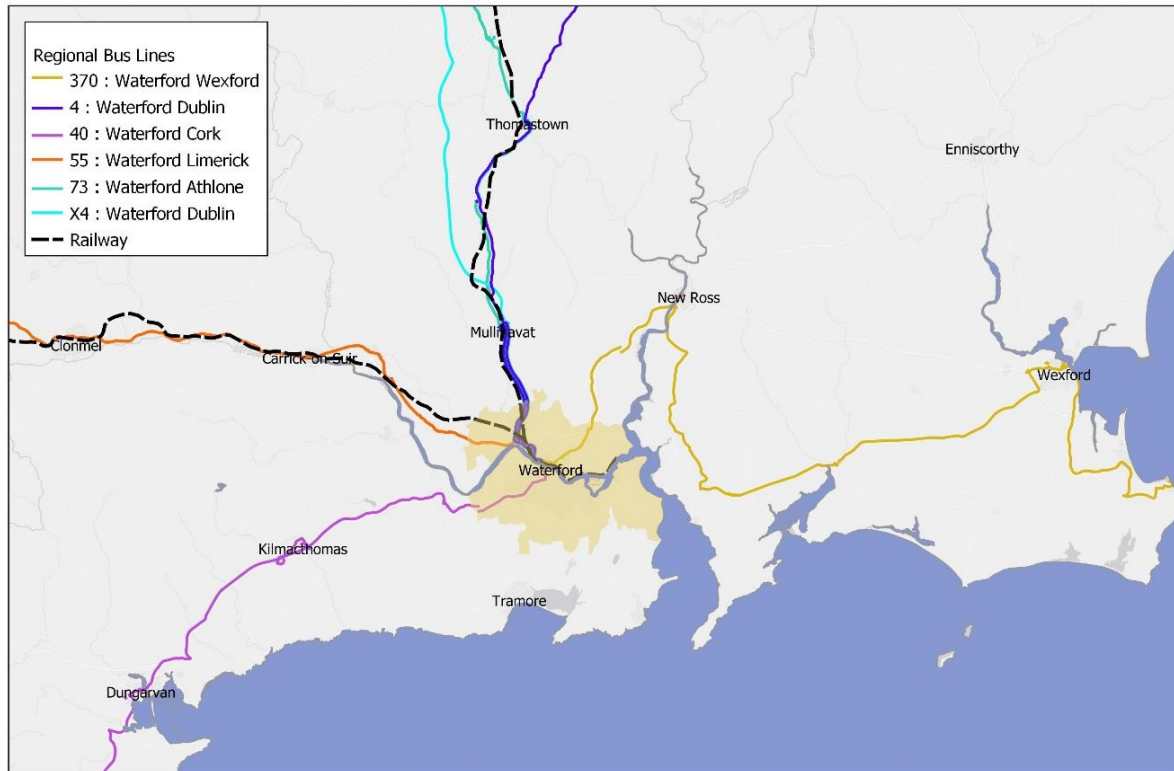 Regional Bus Lines
370 : Waterford Wexford
4 : Waterford Dublin
40 : Waterford Cork
55 : Waterford Limerick
73 : Waterford Athlone
X4 : Waterford Dublin
Railway
Thomastown
Enniscorthy
New Ross
Mullinavat
Clonmel
Carrick on Suir
Wexford
Waterford
Kilmacthomas
Tramore
Dungarvan